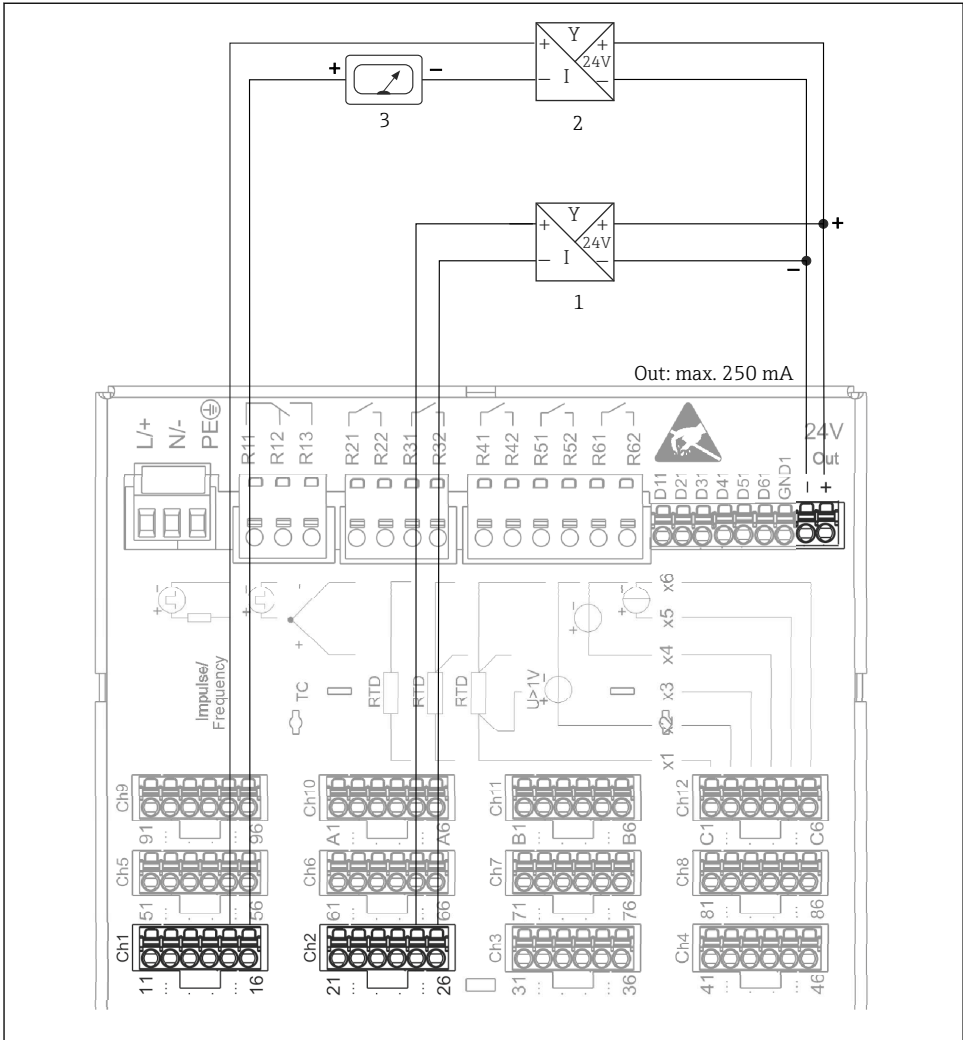 Y
+ +
24V
– I –
+ –
3
2
Y
+ +
24V
– I –
+
–
1
Out: max. 250 mA
L/+
N/-
PE
R11
R12
R13
R21
R22
R31
R32
R41
R42
R51
R52
R61
R62
D11
D21
D31
D41
D51
D61
GND1
24V
Out
– +
+ -
+ -
-
+
Impulse/
Frequency
TC
RTD
RTD
RTD
U>1V
+ -
+ -
+ -
x6
x5
x4
x3
x2
x1
Ch9
91 ... 96
Ch10
A1 ... A6
Ch11
B1 ... B6
Ch12
C1 ... C6
Ch5
51 ... 56
Ch6
61 ... 66
Ch7
71 ... 76
Ch8
81 ... 86
Ch1
11 ... 16
Ch2
21 ... 26
Ch3
31 ... 36
Ch4
41 ... 46